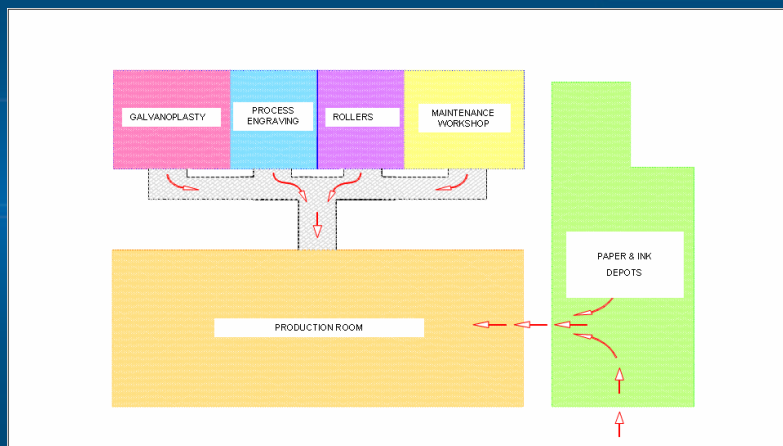 GALVANOPLASTY
PROCESS
ENGRAVING
ROLLERS
MAINTENANCE
WORKSHOP
PAPER & INK
DEPOTS
PRODUCTION ROOM